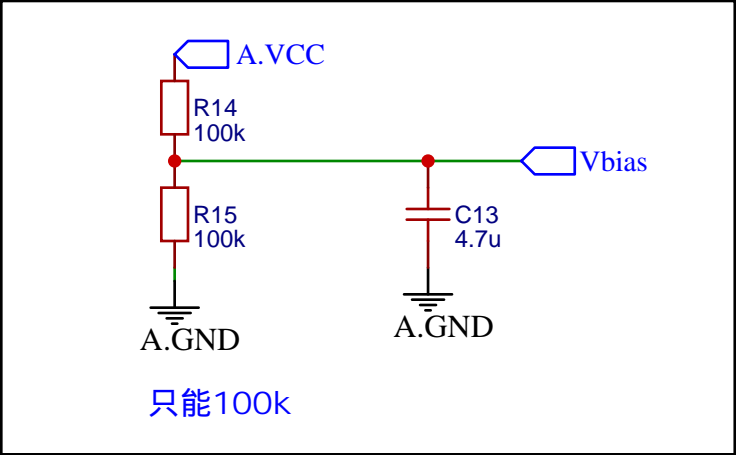 A.VCC
R14
100k
Vbias
R15
100k
C13
4.7u
A.GND
A.GND
只能100k